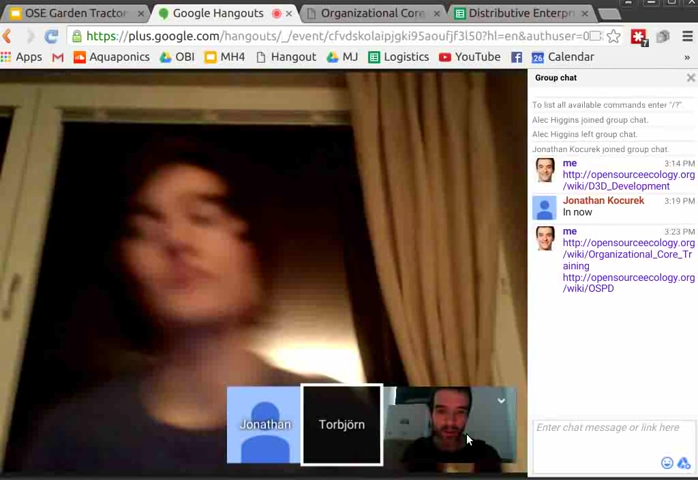 OSE Garden Tractor
Google Hangouts
Organizational Core
Distributive Enterpr
https://plus.google.com/hangouts/_/event/cfvdskolaipjgki95aoufjf3l50?hl=en&authuser=0
Apps
Aquaponics
OBI
MH4
Hangout
MJ
Logistics
YouTube
Calendar
»
Group chat
To list all available commands enter "/?"
Alec Higgins joined group chat.
Alec Higgins left group chat.
Jonathan Kocurek joined group chat.
me 3:14 PM
http://opensourceecology.org
/wiki/D3D_Development
Jonathan Kocurek 3:19 PM
In now
me 3:23 PM
http://opensourceecology.org
/wiki/Organizational_Core_Tr
aining
http://opensourceecology.org
/wiki/OSPD
Jonathan
Torbjörn
Enter chat message or link here